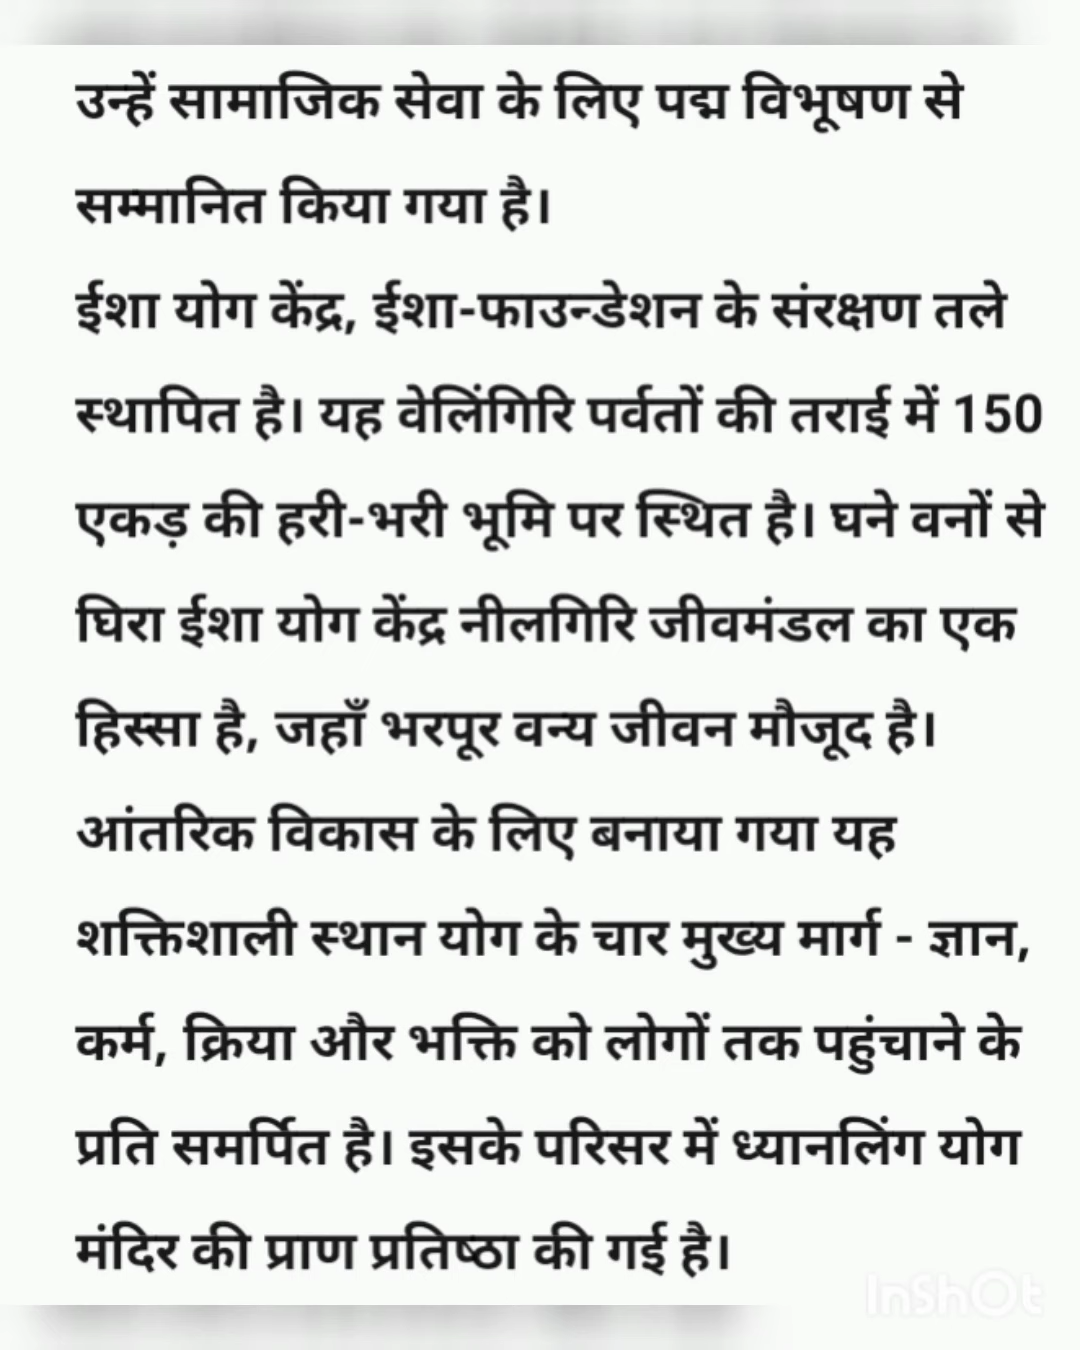 उन्हें सामाजिक सेवा के लिए पद्म विभूषण से
सम्मानित किया गया है।
ईशा योग केंद्र, ईशा-फाउन्डेशन के संरक्षण तले
स्थापित है। यह वेलिंगिरि पर्वतों की तराई में 150
एकड़ की हरी-भरी भूमि पर स्थित है। घने वनों से
घिरा ईशा योग केंद्र नीलगिरि जीवमंडल का एक
हिस्सा है, जहाँ भरपूर वन्य जीवन मौजूद है।
आंतरिक विकास के लिए बनाया गया यह
शक्तिशाली स्थान योग के चार मुख्य मार्ग - ज्ञान,
कर्म, क्रिया और भक्ति को लोगों तक पहुंचाने के
प्रति समर्पित है। इसके परिसर में ध्यानलिंग योग
मंदिर की प्राण प्रतिष्ठा की गई है।
InShOt